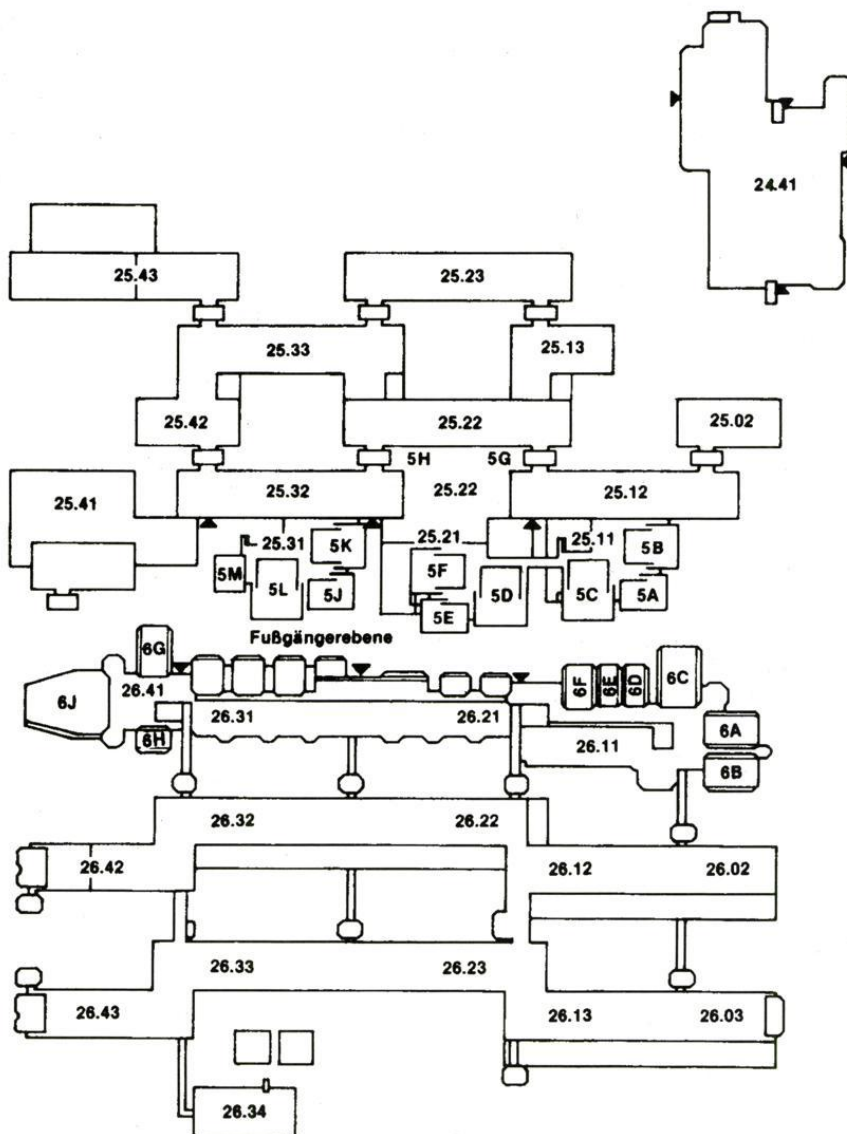 24.41
25.43
25.23
25.33
25.13
25.42
25.22
25.02
5H
5G
25.41
25.32
25.22
25.12
25.31
5K
25.21
25.11
5B
5M
5L
5J
5F
5D
5E
5C
5A
Fußgängerebene
6G
6J
26.41
6H
6F
6E
6D
6C
6A
26.31
26.21
26.11
6B
26.32
26.22
26.42
26.12
26.02
26.33
26.23
26.43
26.13
26.03
26.34